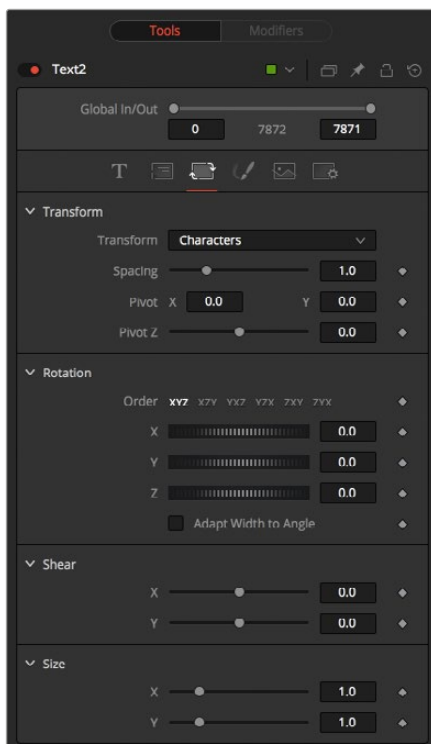 Tools Modifiers
Text2
Global In/Out
0 7872 7871
T
Transform
Transform Characters
Spacing 1.0
Pivot X 0.0 Y 0.0
Pivot Z 0.0
Rotation
Order XYZ XZY YXZ YZX ZXY ZYX
X 0.0
Y 0.0
Z 0.0
Adapt Width to Angle
Shear
X 0.0
Y 0.0
Size
X 1.0
Y 1.0